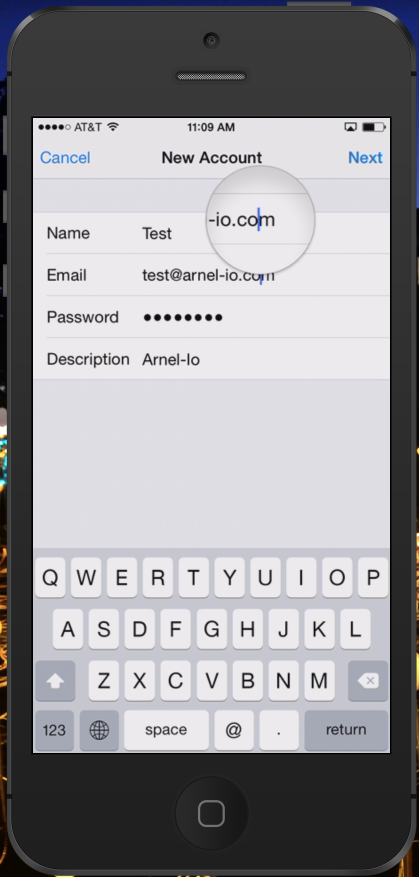 AT&T 11:09 AM
Cancel New Account Next
-io.com
Name Test
Email test@arnel-io.com
Password ●●●●●●●●
Description Arnel-Io
Q W E R T Y U I O P
A S D F G H J K L
Z X C V B N M
123 space @ . return